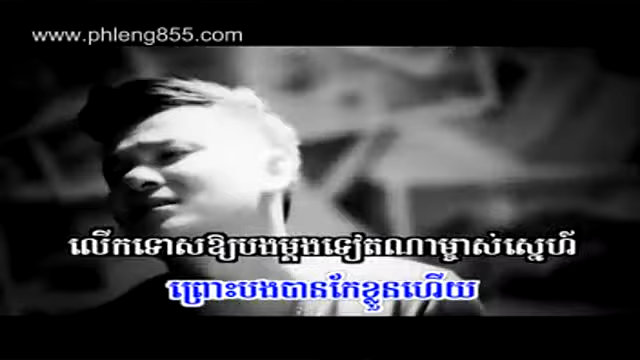 www.phleng855.com
លើកទោសឱ្យបងម្ដងទៀតណាម្ចាស់ស្នេហ៍
ព្រោះបងបានកែខ្លួនហើយ